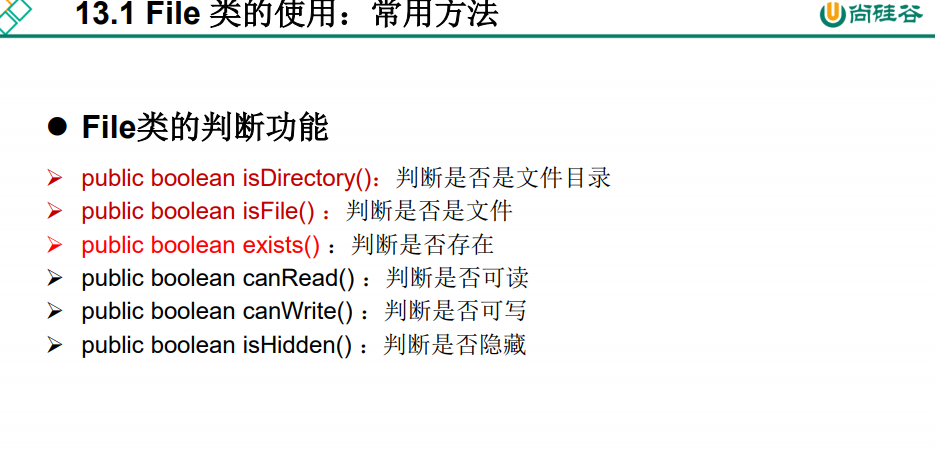 13.1 File 类的使用：常用方法
尚硅谷
File类的判断功能
public boolean isDirectory()：判断是否是文件目录
public boolean isFile() ：判断是否是文件
public boolean exists() ：判断是否存在
public boolean canRead() ：判断是否可读
public boolean canWrite() ：判断是否可写
public boolean isHidden() ：判断是否隐藏